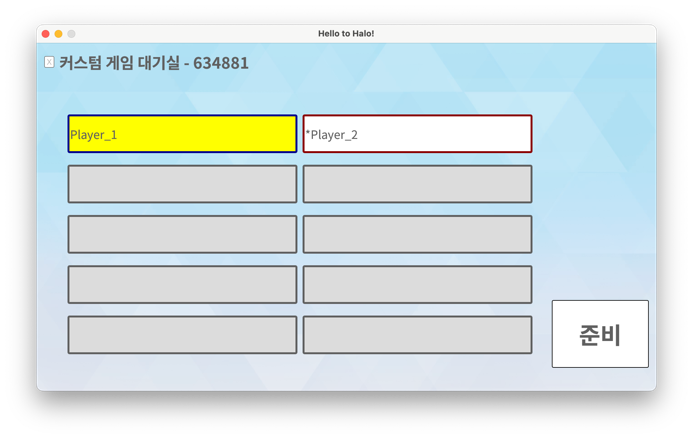 Hello to Halo!
X 커스텀 게임 대기실 - 634881
Player_1
*Player_2
준비